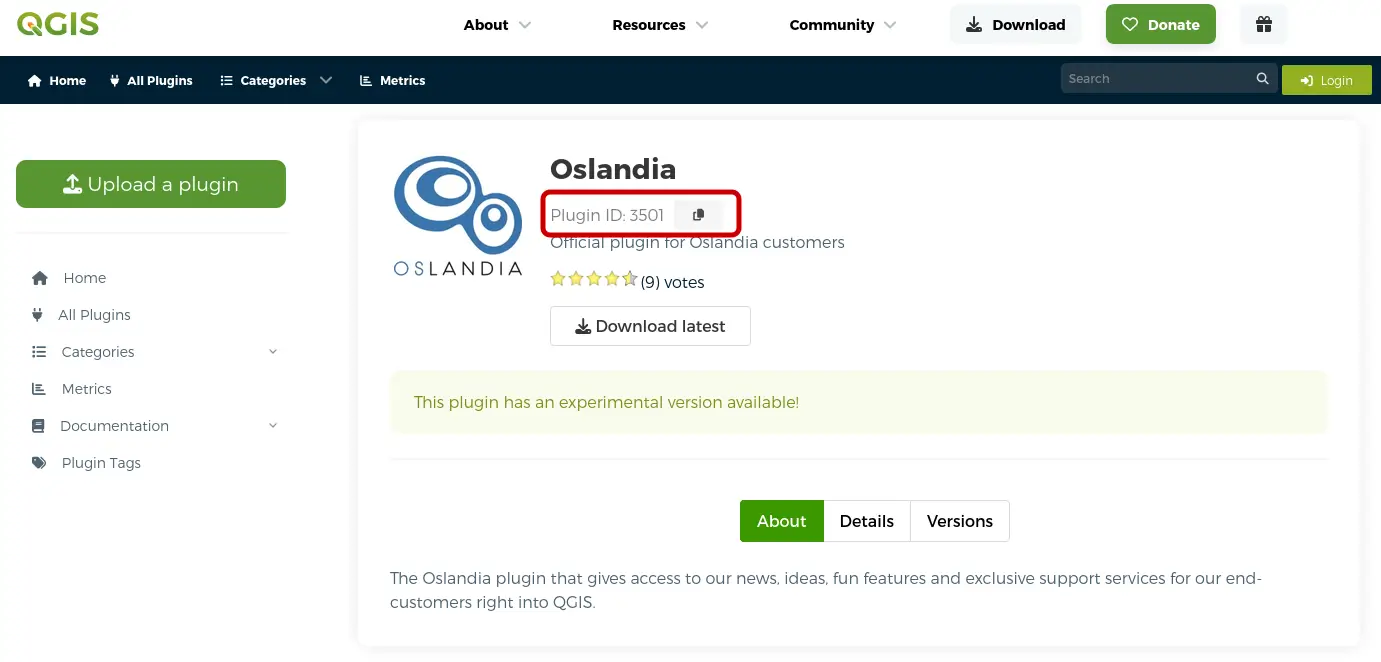 QGIS
About Resources Community Download Donate
Home All Plugins Categories Metrics Search Login
Upload a plugin
Home
All Plugins
Categories
Metrics
Documentation
Plugin Tags
OSLANDIA
Oslandia
Plugin ID: 3501
Official plugin for Oslandia customers
(9) votes
Download latest
This plugin has an experimental version available!
About Details Versions
The Oslandia plugin that gives access to our news, ideas, fun features and exclusive support services for our end-
customers right into QGIS.